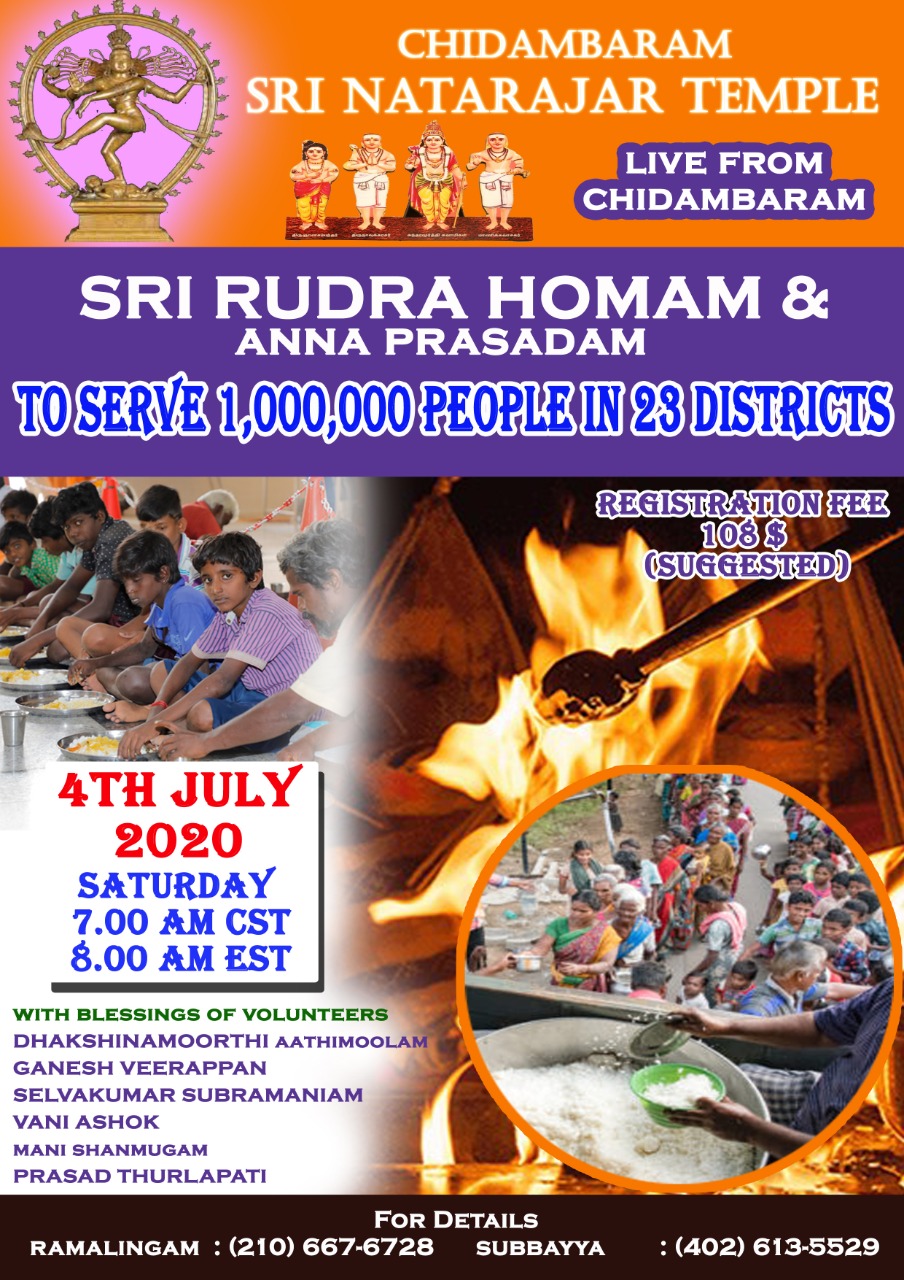 CHIDAMBARAM
SRI NATARAJAR TEMPLE
LIVE FROM
CHIDAMBARAM
SRI RUDRA HOMAM &
ANNA PRASADAM
TO SERVE 1,000,000 PEOPLE IN 23 DISTRICTS
REGISTRATION FEE
108 $
(SUGGESTED)
4TH JULY
2020
SATURDAY
7.00 AM CST
8.00 AM EST
WITH BLESSINGS OF VOLUNTEERS
DHAKSHINAMOORTHI AATHIMOOLAM
GANESH VEERAPPAN
SELVAKUMAR SUBRAMANIAM
VANI ASHOK
MANI SHANMUGAM
PRASAD THURLAPATI
FOR DETAILS
RAMALINGAM : (210) 667-6728 SUBBAYYA : (402) 613-5529